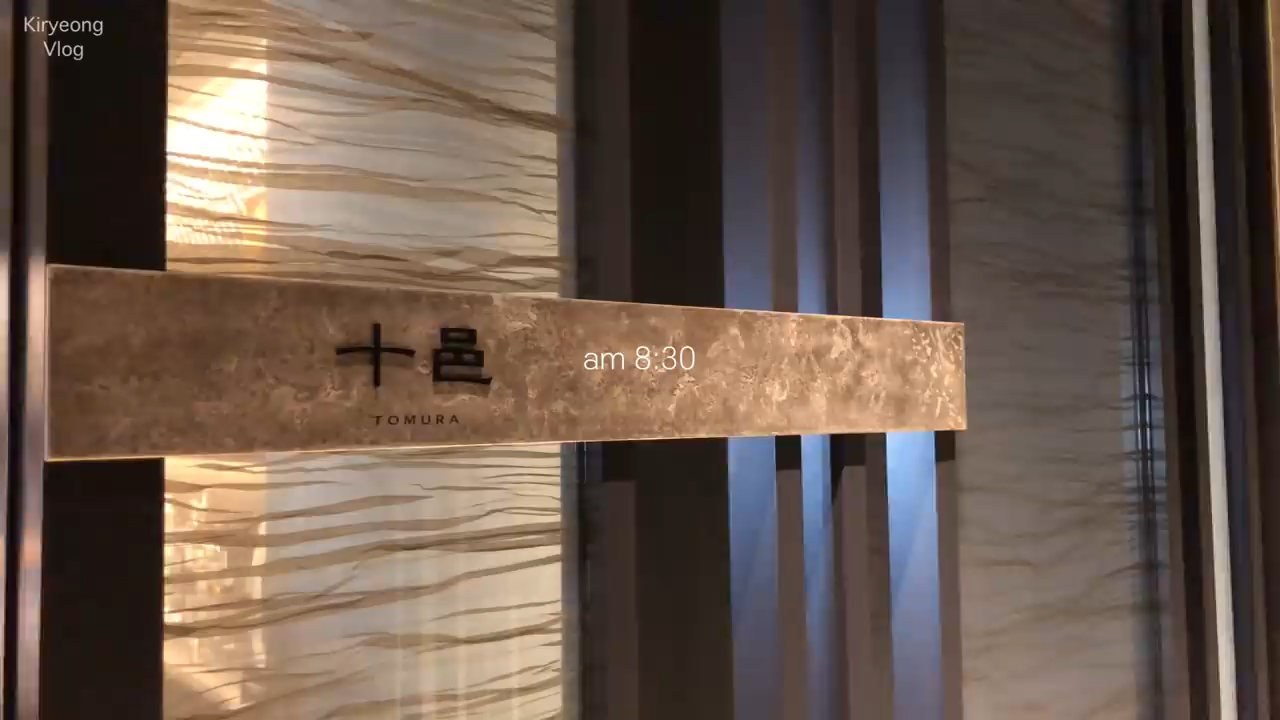 Kiryeong
Vlog
十邑
am 8:30
TOMURA